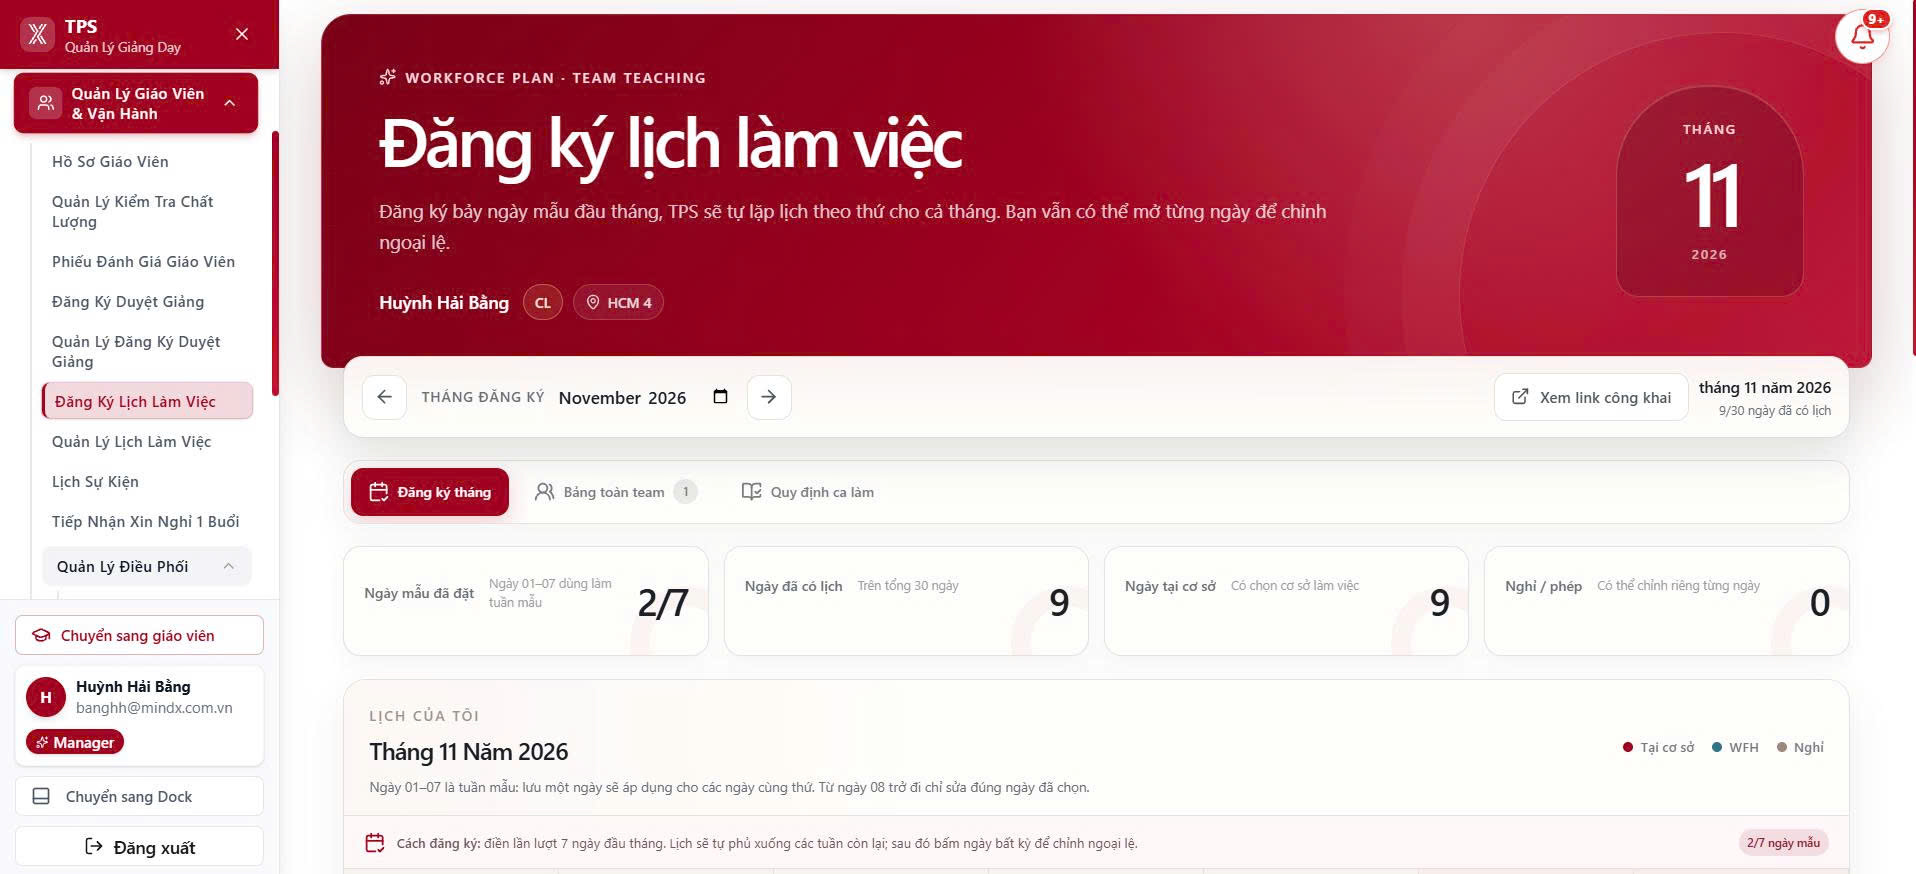 TPS
Quản Lý Giảng Dạy
Quản Lý Giáo Viên
& Vận Hành
Hồ Sơ Giáo Viên
Quản Lý Kiểm Tra Chất
Lượng
Phiếu Đánh Giá Giáo Viên
Đăng Ký Duyệt Giảng
Quản Lý Đăng Ký Duyệt
Giảng
Đăng Ký Lịch Làm Việc
Quản Lý Lịch Làm Việc
Lịch Sự Kiện
Tiếp Nhận Xin Nghỉ 1 Buổi
Quản Lý Điều Phối
Chuyển sang giáo viên
H
Huỳnh Hải Bằng
banghh@mindx.com.vn
Manager
Chuyển sang Dock
Đăng xuất
9+
WORKFORCE PLAN · TEAM TEACHING
Đăng ký lịch làm việc
Đăng ký bảy ngày mẫu đầu tháng, TPS sẽ tự lặp lịch theo thứ cho cả tháng. Bạn vẫn có thể mở từng ngày để chỉnh
ngoại lệ.
Huỳnh Hải Bằng CL HCM 4
THÁNG
11
2026
THÁNG ĐĂNG KÝ November 2026
Xem link công khai
tháng 11 năm 2026
9/30 ngày đã có lịch
Đăng ký tháng
Bảng toàn team 1
Quy định ca làm
Ngày mẫu đã đặt
Ngày 01–07 dùng làm
tuần mẫu
2/7
Ngày đã có lịch
Trên tổng 30 ngày
9
Ngày tại cơ sở
Có chọn cơ sở làm việc
9
Nghỉ / phép
Có thể chỉnh riêng từng ngày
0
LỊCH CỦA TÔI
Tháng 11 Năm 2026
Ngày 01–07 là tuần mẫu: lưu một ngày sẽ áp dụng cho các ngày cùng thứ. Từ ngày 08 trở đi chỉ sửa đúng ngày đã chọn.
Tại cơ sở WFH Nghỉ
Cách đăng ký: điền lần lượt 7 ngày đầu tháng. Lịch sẽ tự phủ xuống các tuần còn lại; sau đó bấm ngày bất kỳ để chỉnh ngoại lệ.
2/7 ngày mẫu